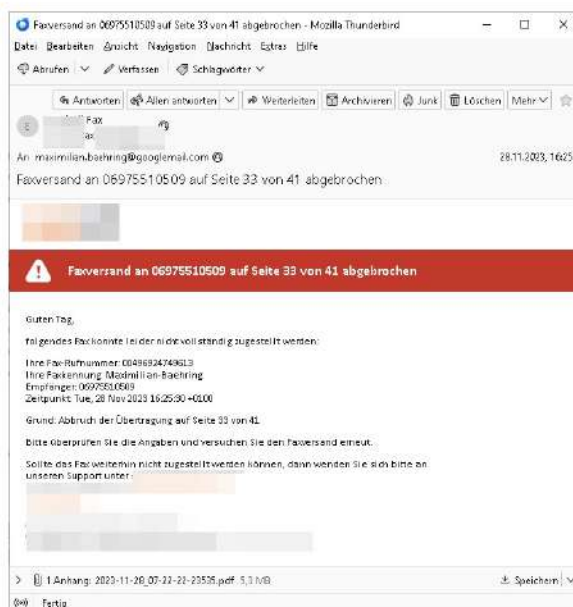 Faxversand an 06975510509 auf Seite 33 von 41 abgebrochen - Mozilla Thunderbird
Datei Bearbeiten Ansicht Navigation Nachricht Extras Hilfe
Abrufen Verfassen Schlagwörter
Antworten Allen antworten Weiterleiten Archivieren Junk Löschen Mehr
Fax
An maximilian.baehring@googlemail.com 28.11.2023, 16:25
Faxversand an 06975510509 auf Seite 33 von 41 abgebrochen
Faxversand an 06975510509 auf Seite 33 von 41 abgebrochen
Guten Tag,
folgendes Fax konnte leider nicht vollständig zugestellt werden:
Ihre Fax-Rufnummer: 00496924749613
Ihre Faxkennung: Maximilian-Baehring
Empfänger: 06975510509
Zeitpunkt: Tue, 28 Nov 2023 16:25:30 +0100
Grund: Abbruch der Übertragung auf Seite 33 von 41
Bitte überprüfen Sie die Angaben und versuchen Sie den Faxversand erneut.
Sollte das Fax weiterhin nicht zugestellt werden können, dann wenden Sie sich bitte an
unseren Support unter
1 Anhang: 2023-11-28_07-22-22-23535.pdf 5,3 MB Speichern
Fertig